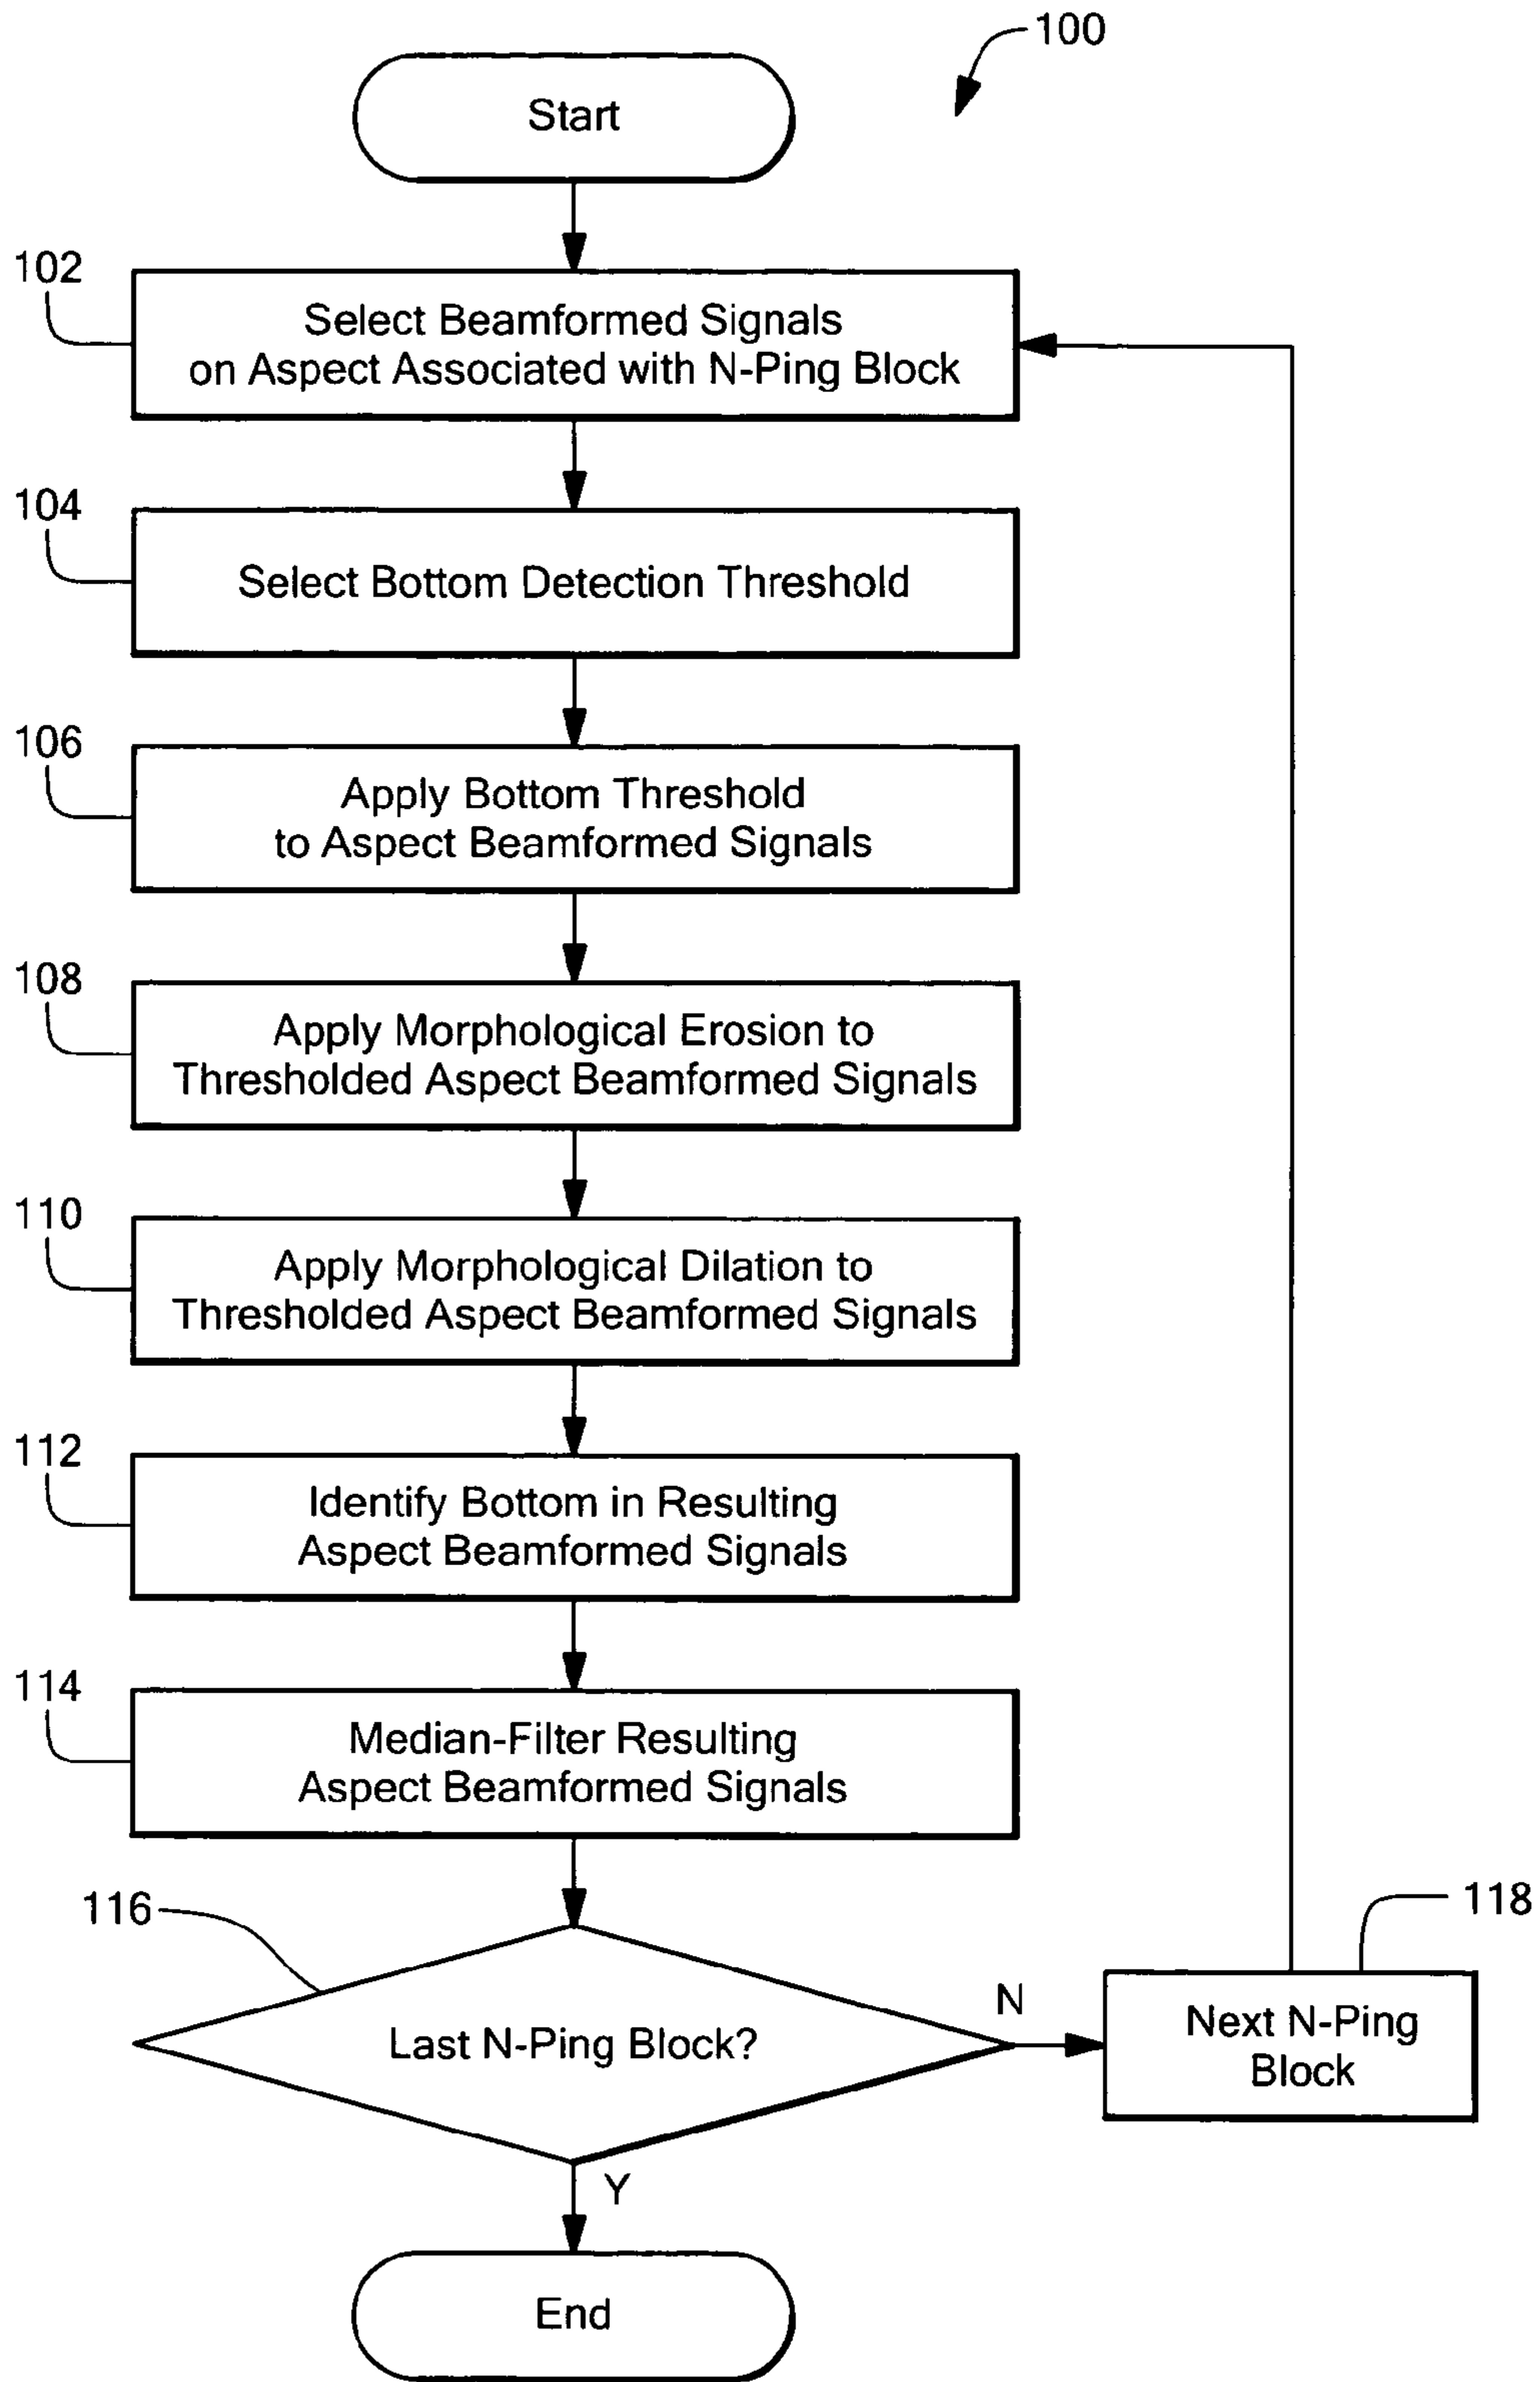 100
Start
102
Select Beamformed Signals
on Aspect Associated with N-Ping Block
104
Select Bottom Detection Threshold
106
Apply Bottom Threshold
to Aspect Beamformed Signals
108
Apply Morphological Erosion to
Thresholded Aspect Beamformed Signals
110
Apply Morphological Dilation to
Thresholded Aspect Beamformed Signals
112
Identify Bottom in Resulting
Aspect Beamformed Signals
114
Median-Filter Resulting
Aspect Beamformed Signals
116
Last N-Ping Block?
N
118
Next N-Ping
Block
Y
End